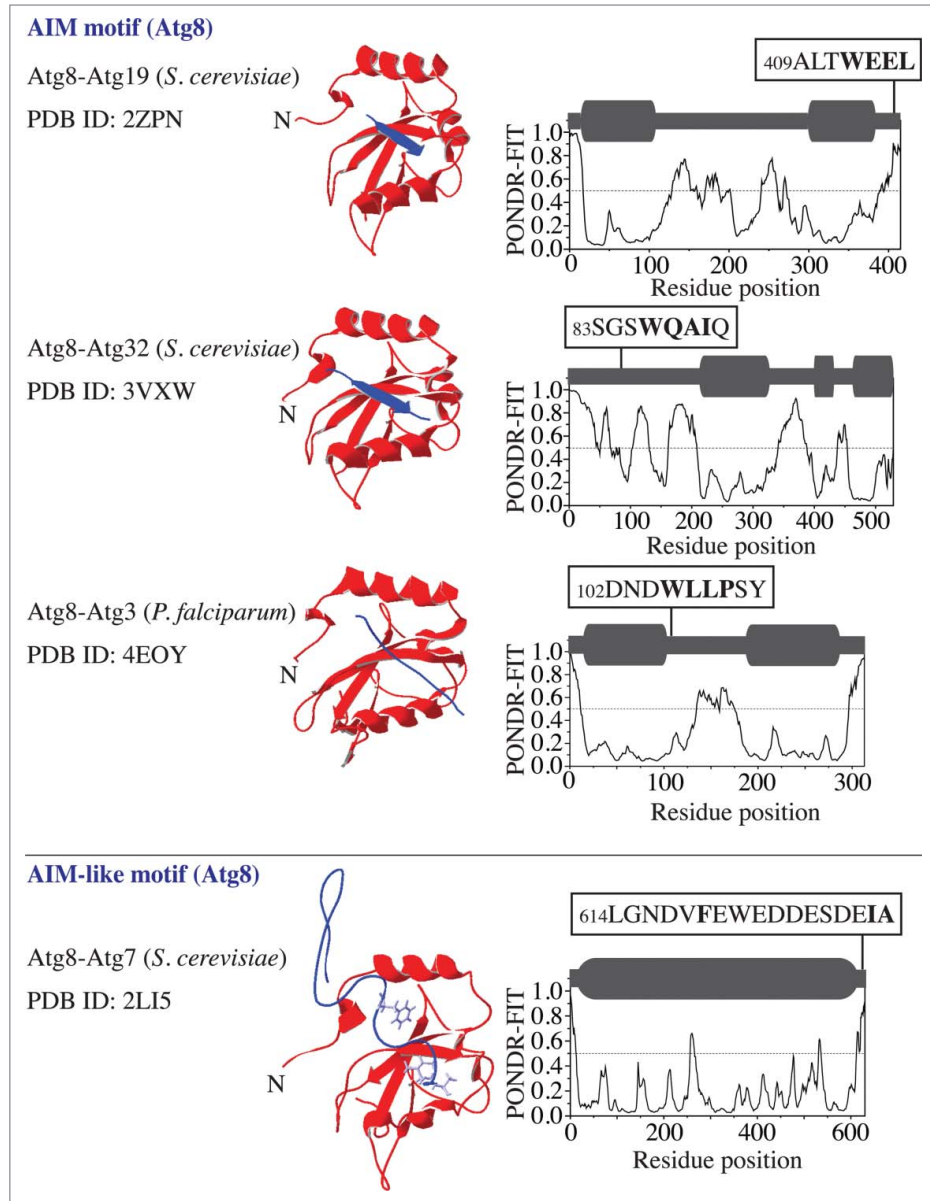 AIM motif (Atg8)
Atg8-Atg19 (S. cerevisiae)
PDB ID: 2ZPN
N
409ALTWEEL
PONDR-FIT
1.0
0.8
0.6
0.4
0.2
0.0
0 100 200 300 400
Residue position
Atg8-Atg32 (S. cerevisiae)
PDB ID: 3VXW
N
83SGSWQAIQ
PONDR-FIT
1.0
0.8
0.6
0.4
0.2
0.0
0 100 200 300 400 500
Residue position
Atg8-Atg3 (P. falciparum)
PDB ID: 4EOY
N
102DNDWLLPSY
PONDR-FIT
1.0
0.8
0.6
0.4
0.2
0.0
0 100 200 300
Residue position
AIM-like motif (Atg8)
Atg8-Atg7 (S. cerevisiae)
PDB ID: 2LI5
N
614LGNDVFEWEDDESDEIA
PONDR-FIT
1.0
0.8
0.6
0.4
0.2
0.0
0 200 400 600
Residue position